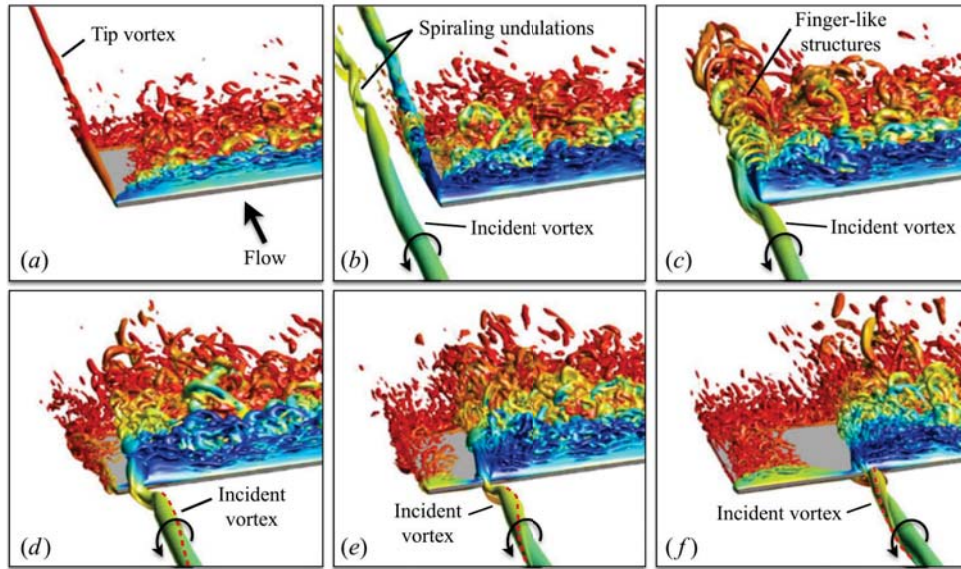 Tip vortex
Flow
(a)
Spiraling undulations
Incident vortex
(b)
Finger-like
structures
Incident vortex
(c)
Incident
vortex
(d)
Incident
vortex
(e)
Incident vortex
(f)